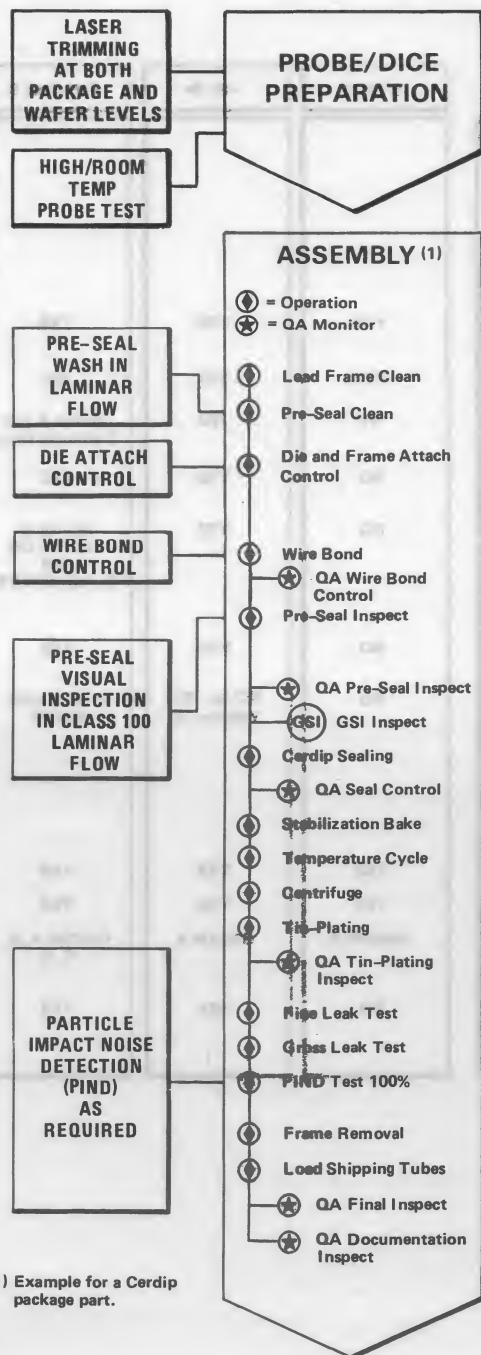 LASER
TRIMMING
AT BOTH
PACKAGE AND
WAFER LEVELS
PROBE/DICE
PREPARATION
HIGH/ROOM
TEMP
PROBE TEST
ASSEMBLY (1)
= Operation
= QA Monitor
PRE-SEAL
WASH IN
LAMINAR
FLOW
Lead Frame Clean
Pre-Seal Clean
DIE ATTACH
CONTROL
Die and Frame Attach
Control
WIRE BOND
CONTROL
Wire Bond
QA Wire Bond
Control
Pre-Seal Inspect
PRE-SEAL
VISUAL
INSPECTION
IN CLASS 100
LAMINAR
FLOW
QA Pre-Seal Inspect
GSI GSI Inspect
Cerdip Sealing
QA Seal Control
Stabilization Bake
Temperature Cycle
Centrifuge
Tin-Plating
QA Tin-Plating
Inspect
Fine Leak Test
Gross Leak Test
PIND Test 100%
PARTICLE
IMPACT NOISE
DETECTION
(PIND)
AS
REQUIRED
Frame Removal
Load Shipping Tubes
QA Final Inspect
QA Documentation
Inspect
) Example for a Cerdip
package part.